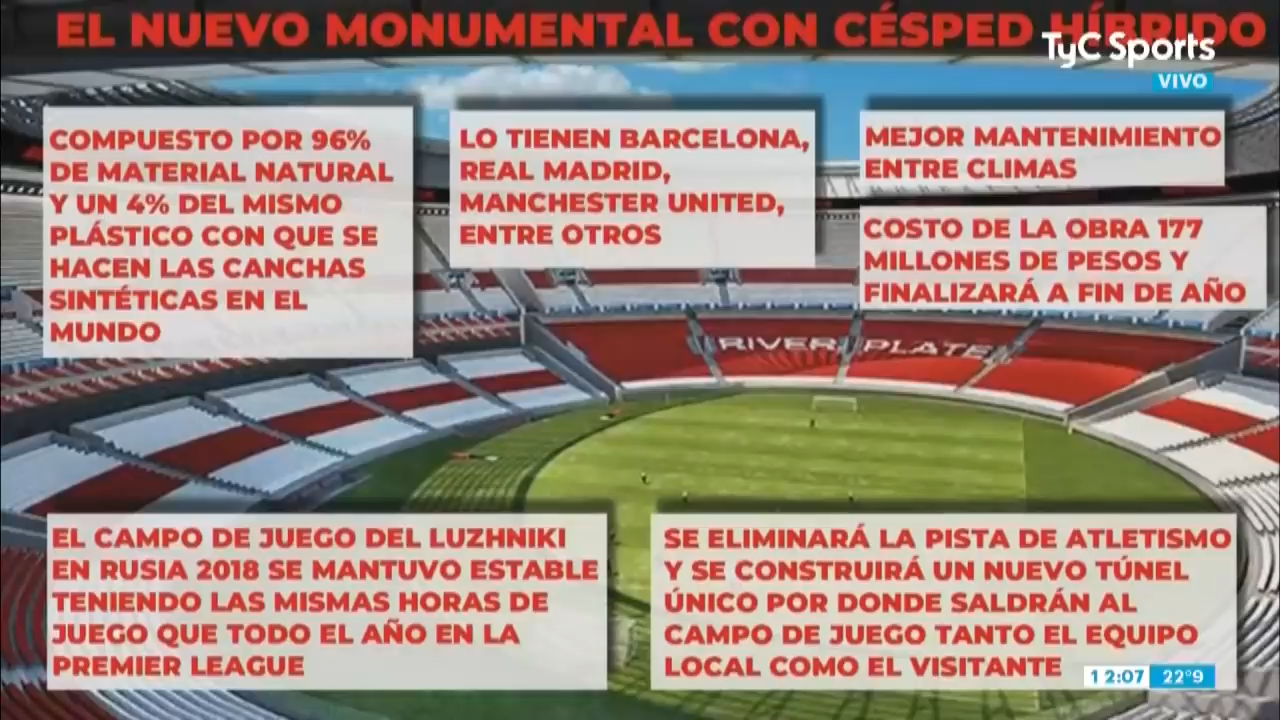 EL NUEVO MONUMENTAL CON CÉSPED HÍBRIDO
TyC Sports
VIVO
COMPUESTO POR 96%
DE MATERIAL NATURAL
Y UN 4% DEL MISMO
PLÁSTICO CON QUE SE
HACEN LAS CANCHAS
SINTÉTICAS EN EL
MUNDO
LO TIENEN BARCELONA,
REAL MADRID,
MANCHESTER UNITED,
ENTRE OTROS
MEJOR MANTENIMIENTO
ENTRE CLIMAS
COSTO DE LA OBRA 177
MILLONES DE PESOS Y
FINALIZARÁ A FIN DE AÑO
RIVER PLATE
EL CAMPO DE JUEGO DEL LUZHNIKI
EN RUSIA 2018 SE MANTUVO ESTABLE
TENIENDO LAS MISMAS HORAS DE
JUEGO QUE TODO EL AÑO EN LA
PREMIER LEAGUE
SE ELIMINARÁ LA PISTA DE ATLETISMO
Y SE CONSTRUIRÁ UN NUEVO TÚNEL
ÚNICO POR DONDE SALDRÁN AL
CAMPO DE JUEGO TANTO EL EQUIPO
LOCAL COMO EL VISITANTE
12:07 22°9